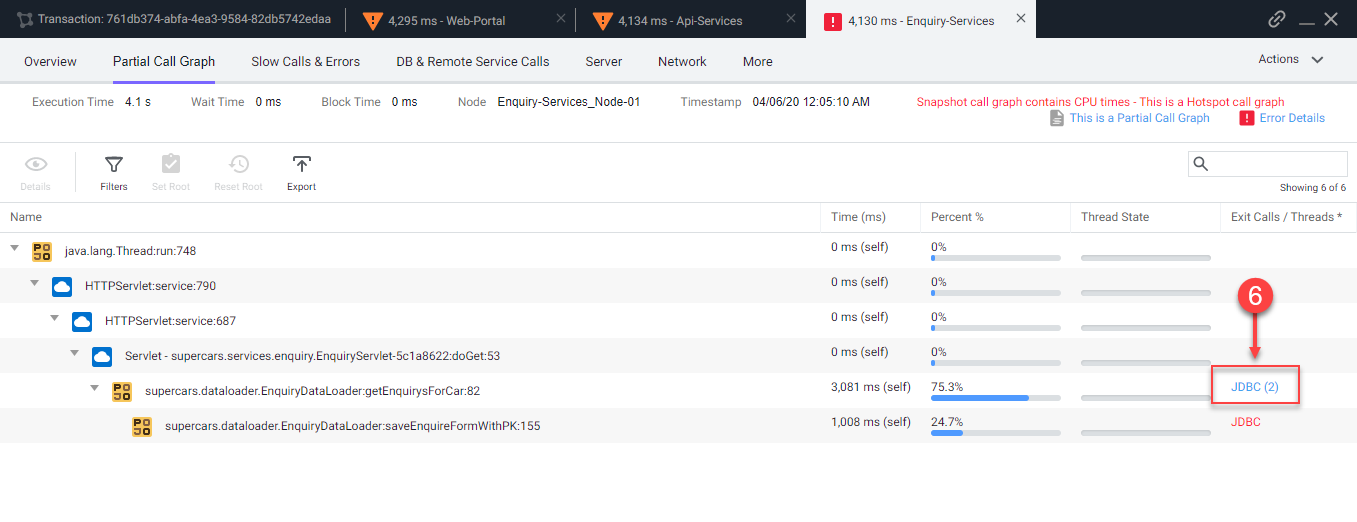 Transaction: 761db374-abfa-4ea3-9584-82db5742edaa
4,295 ms - Web-Portal
4,134 ms - Api-Services
4,130 ms - Enquiry-Services
Overview Partial Call Graph Slow Calls & Errors DB & Remote Service Calls Server Network More Actions
Execution Time 4.1 s Wait Time 0 ms Block Time 0 ms Node Enquiry-Services_Node-01 Timestamp 04/06/20 12:05:10 AM Snapshot call graph contains CPU times - This is a Hotspot call graph
This is a Partial Call Graph Error Details
Details Filters Set Root Reset Root Export
Showing 6 of 6
Name Time (ms) Percent % Thread State Exit Calls / Threads *
POJO java.lang.Thread:run:748 0 ms (self) 0%
HTTPServlet:service:790 0 ms (self) 0%
6
HTTPServlet:service:687 0 ms (self) 0%
Servlet - supercars.services.enquiry.EnquiryServlet-5c1a8622:doGet:53 0 ms (self) 0%
POJO supercars.dataloader.EnquiryDataLoader:getEnquirysForCar:82 3,081 ms (self) 75.3% JDBC (2)
POJO supercars.dataloader.EnquiryDataLoader:saveEnquireFormWithPK:155 1,008 ms (self) 24.7% JDBC